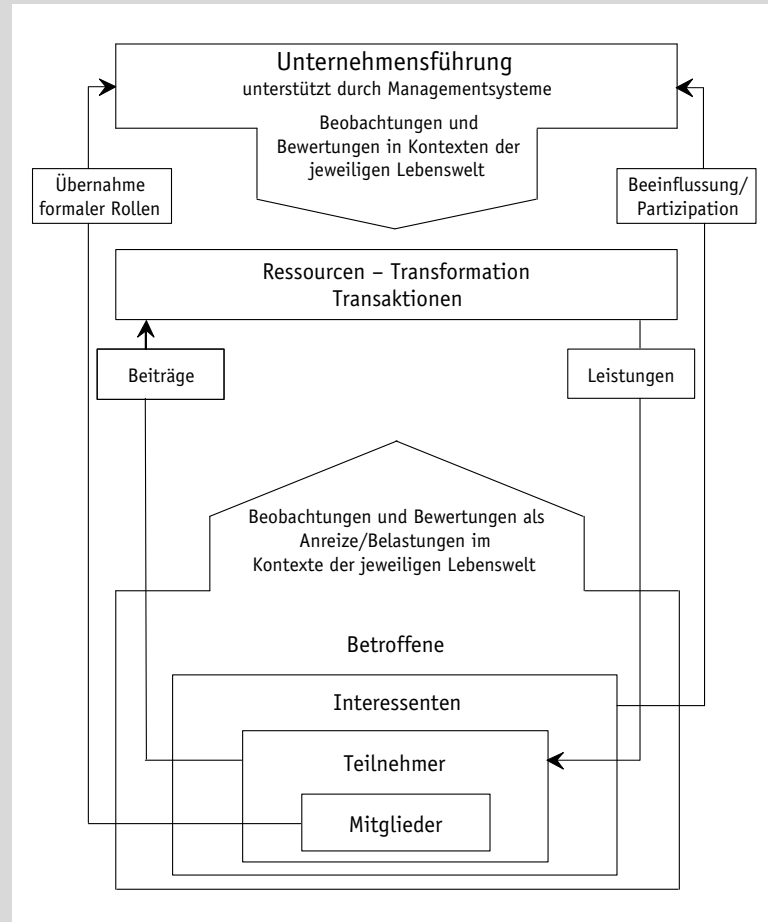 Unternehmensführung
unterstützt durch Managementsysteme
Beobachtungen und
Bewertungen in Kontexten der
jeweiligen Lebenswelt
Übernahme
formaler Rollen
Beeinflussung/
Partizipation
Ressourcen – Transformation
Transaktionen
Beiträge
Leistungen
Beobachtungen und Bewertungen als
Anreize/Belastungen im
Kontexte der jeweiligen Lebenswelt
Betroffene
Interessenten
Teilnehmer
Mitglieder